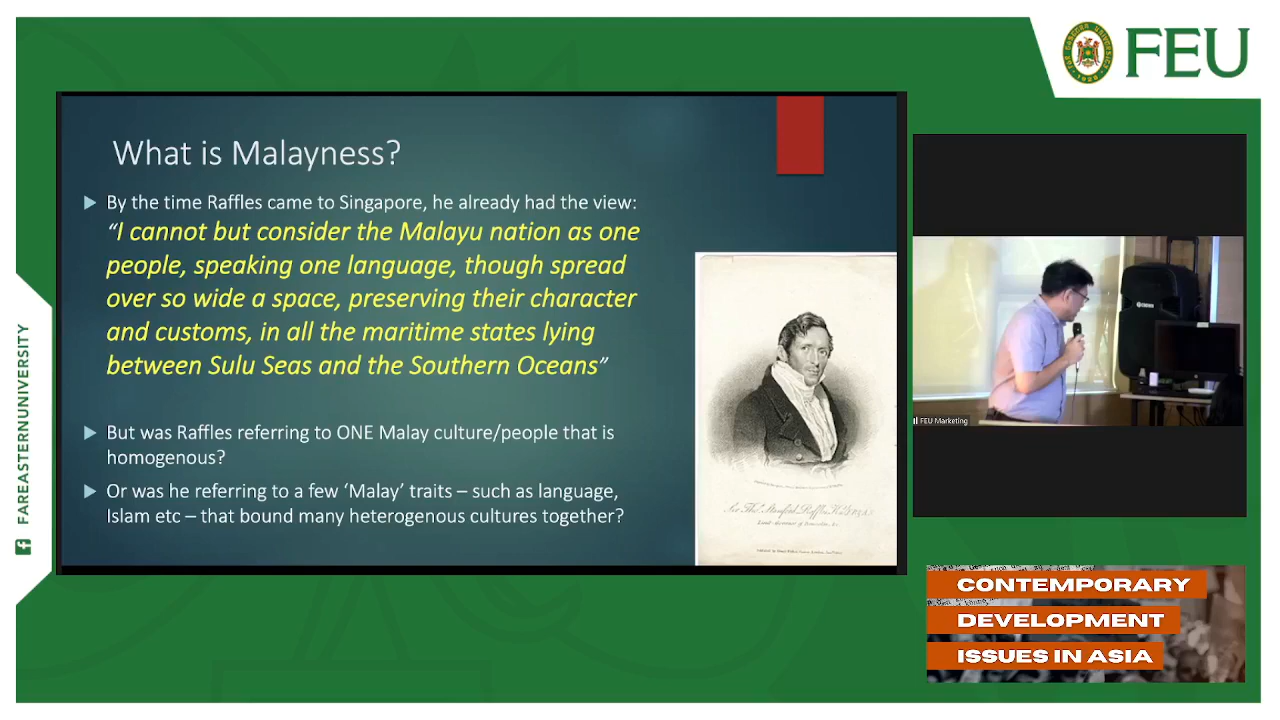 FEU
What is Malayness?
By the time Raffles came to Singapore, he already had the view:
“I cannot but consider the Malayu nation as one
people, speaking one language, though spread
over so wide a space, preserving their character
and customs, in all the maritime states lying
between Sulu Seas and the Southern Oceans”
But was Raffles referring to ONE Malay culture/people that is
homogenous?
Or was he referring to a few ‘Malay’ traits – such as language,
Islam etc – that bound many heterogenous cultures together?
FEU Marketing
FAREASTERNUNIVERSITY
CONTEMPORARY
DEVELOPMENT
ISSUES IN ASIA